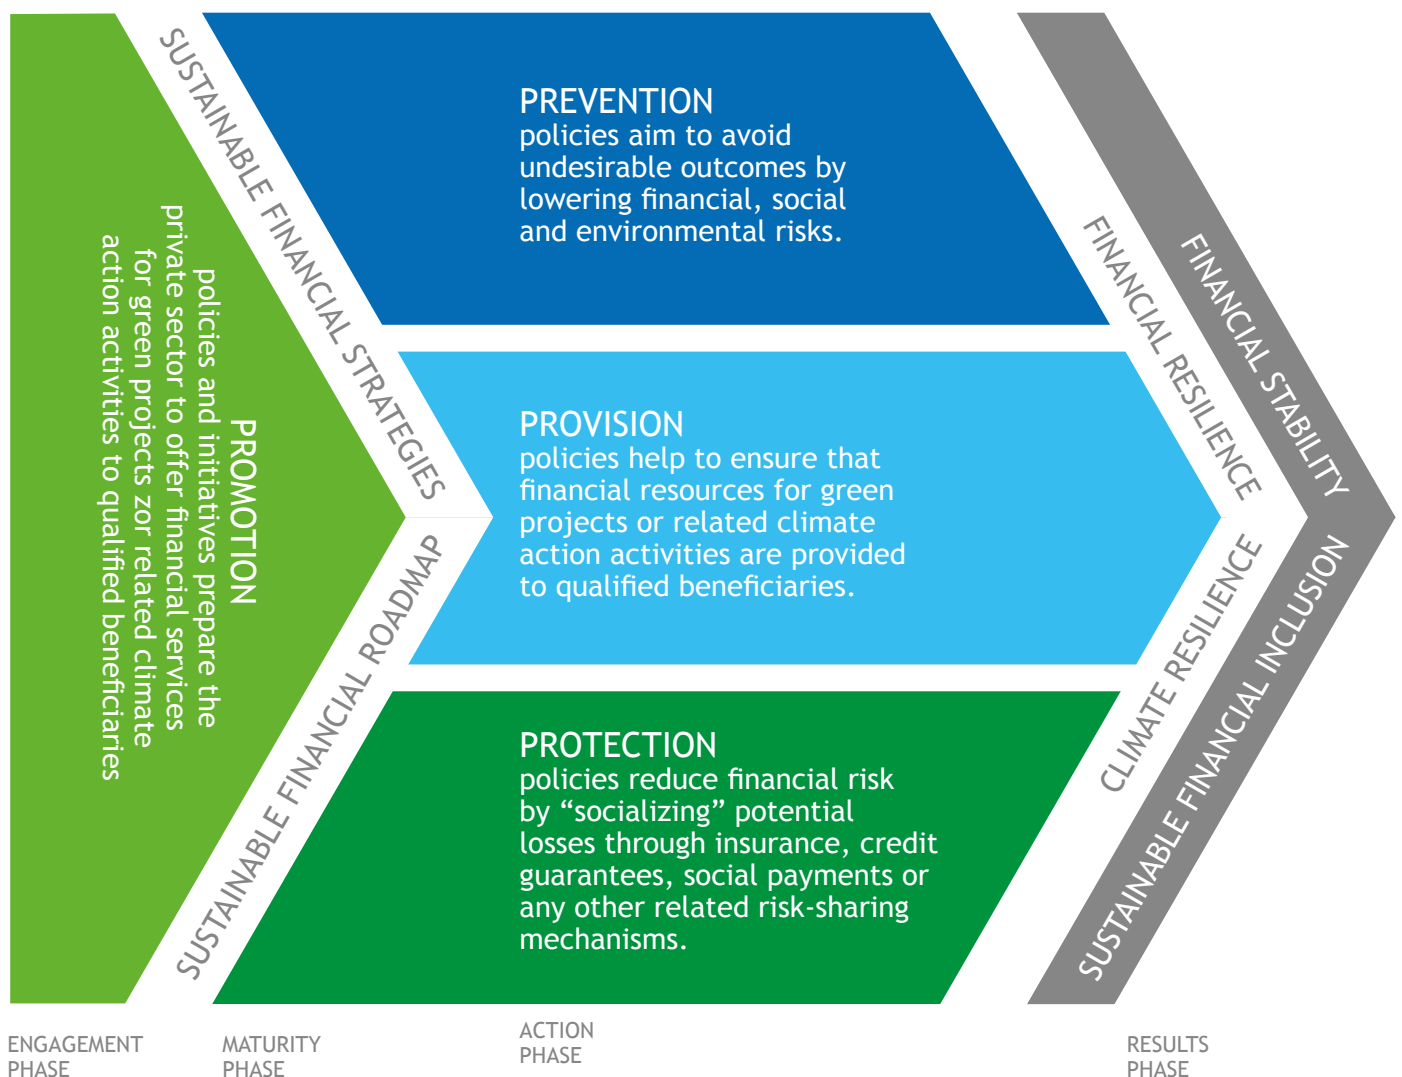 PROMOTION
policies and initiatives prepare the
private sector to offer financial services
for green projects zor related climate
action activities to qualified beneficiaries
SUSTAINABLE FINANCIAL STRATEGIES
SUSTAINABLE FINANCIAL ROADMAP
PREVENTION
policies aim to avoid
undesirable outcomes by
lowering financial, social
and environmental risks.
PROVISION
policies help to ensure that
financial resources for green
projects or related climate
action activities are provided
to qualified beneficiaries.
PROTECTION
policies reduce financial risk
by “socializing” potential
losses through insurance, credit
guarantees, social payments or
any other related risk-sharing
mechanisms.
FINANCIAL RESILIENCE
CLIMATE RESILIENCE
FINANCIAL STABILITY
SUSTAINABLE FINANCIAL INCLUSION
ENGAGEMENT
PHASE
MATURITY
PHASE
ACTION
PHASE
RESULTS
PHASE